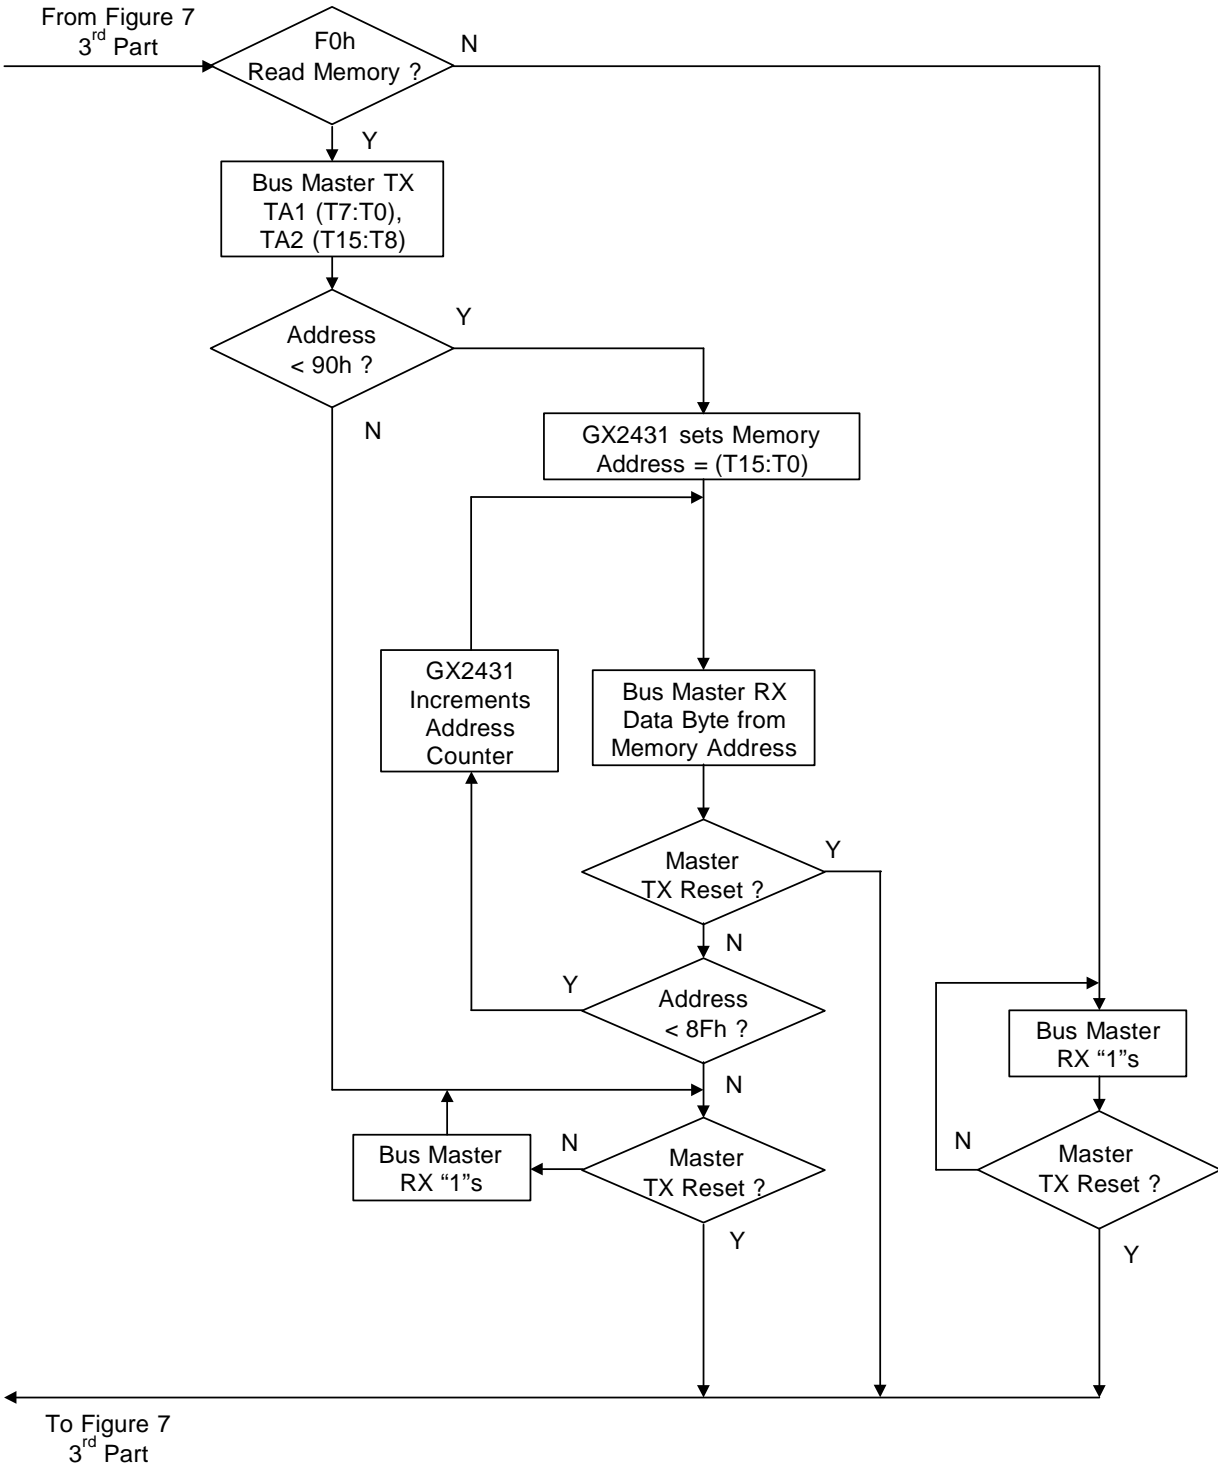 From Figure 7
3rd Part
F0h
Read Memory ?
N
Y
Bus Master TX
TA1 (T7:T0),
TA2 (T15:T8)
Address
< 90h ?
Y
N
GX2431 sets Memory
Address = (T15:T0)
GX2431
Increments
Address
Counter
Bus Master RX
Data Byte from
Memory Address
Master
TX Reset ?
Y
N
Address
< 8Fh ?
Y
N
Bus Master
RX “1”s
N
Master
TX Reset ?
Y
Bus Master
RX “1”s
N
Master
TX Reset ?
Y
To Figure 7
3rd Part